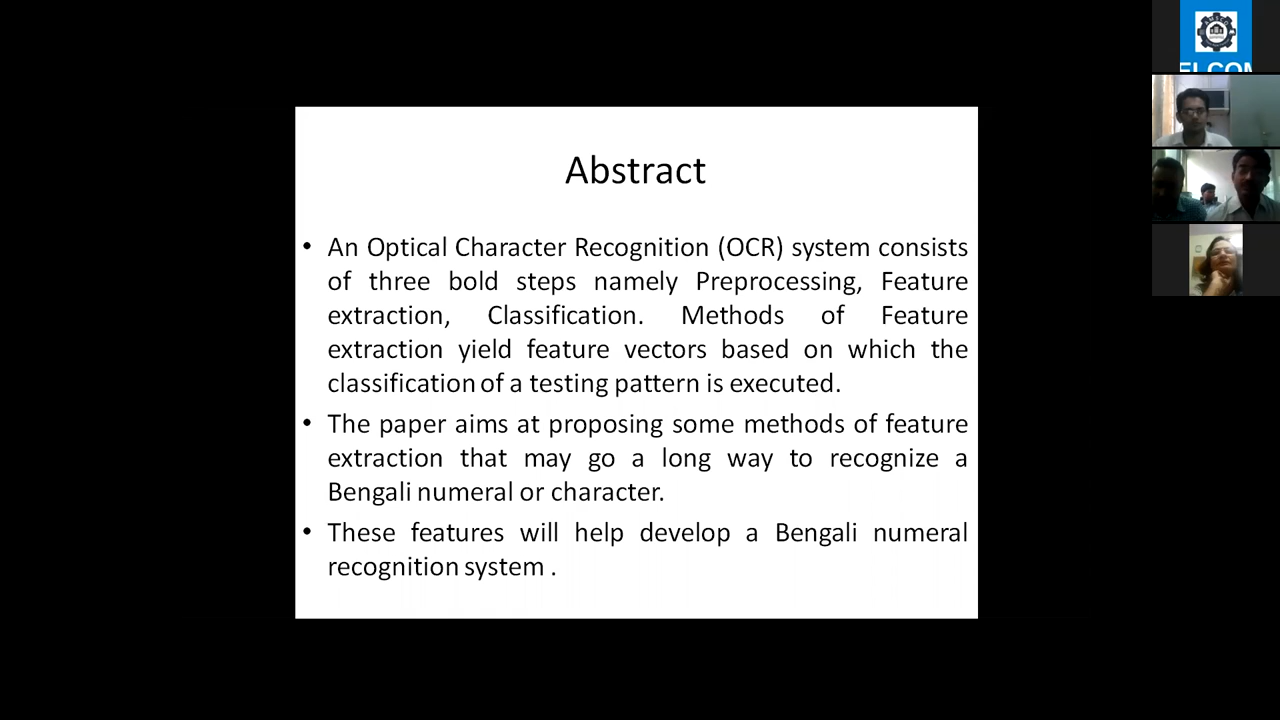 Abstract
• An Optical Character Recognition (OCR) system consists
of three bold steps namely Preprocessing, Feature
extraction, Classification. Methods of Feature
extraction yield feature vectors based on which the
classification of a testing pattern is executed.
• The paper aims at proposing some methods of feature
extraction that may go a long way to recognize a
Bengali numeral or character.
• These features will help develop a Bengali numeral
recognition system .